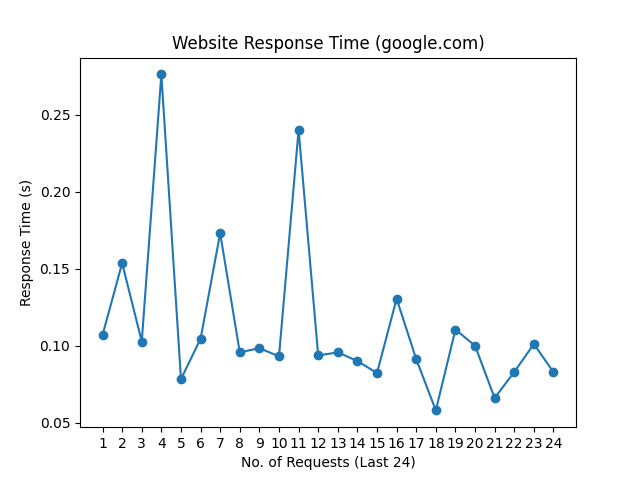 Website Response Time (google.com)
0.25
0.20
0.15
0.10
0.05
Response Time (s)
1 2 3 4 5 6 7 8 9 10 11 12 13 14 15 16 17 18 19 20 21 22 23 24
No. of Requests (Last 24)